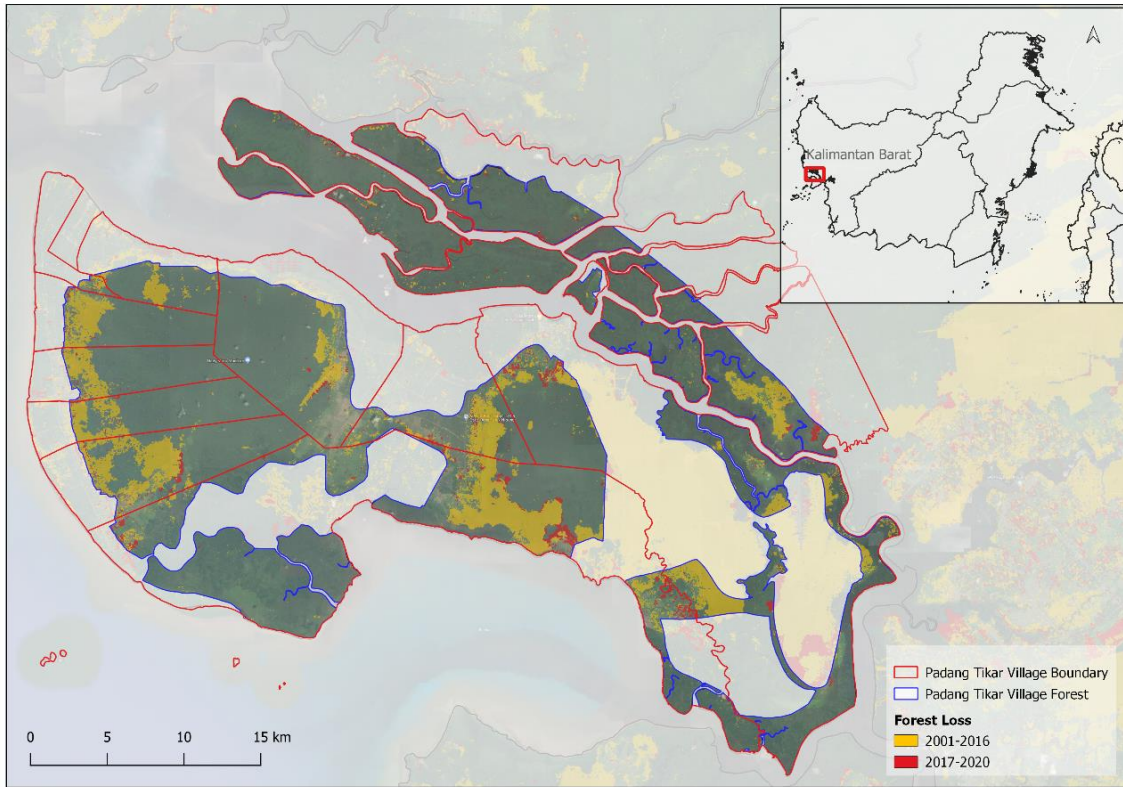 Kalimantan Barat
Padang Tikar Village Boundary
Padang Tikar Village Forest
Forest Loss
2001-2016
2017-2020
0 5 10 15 km